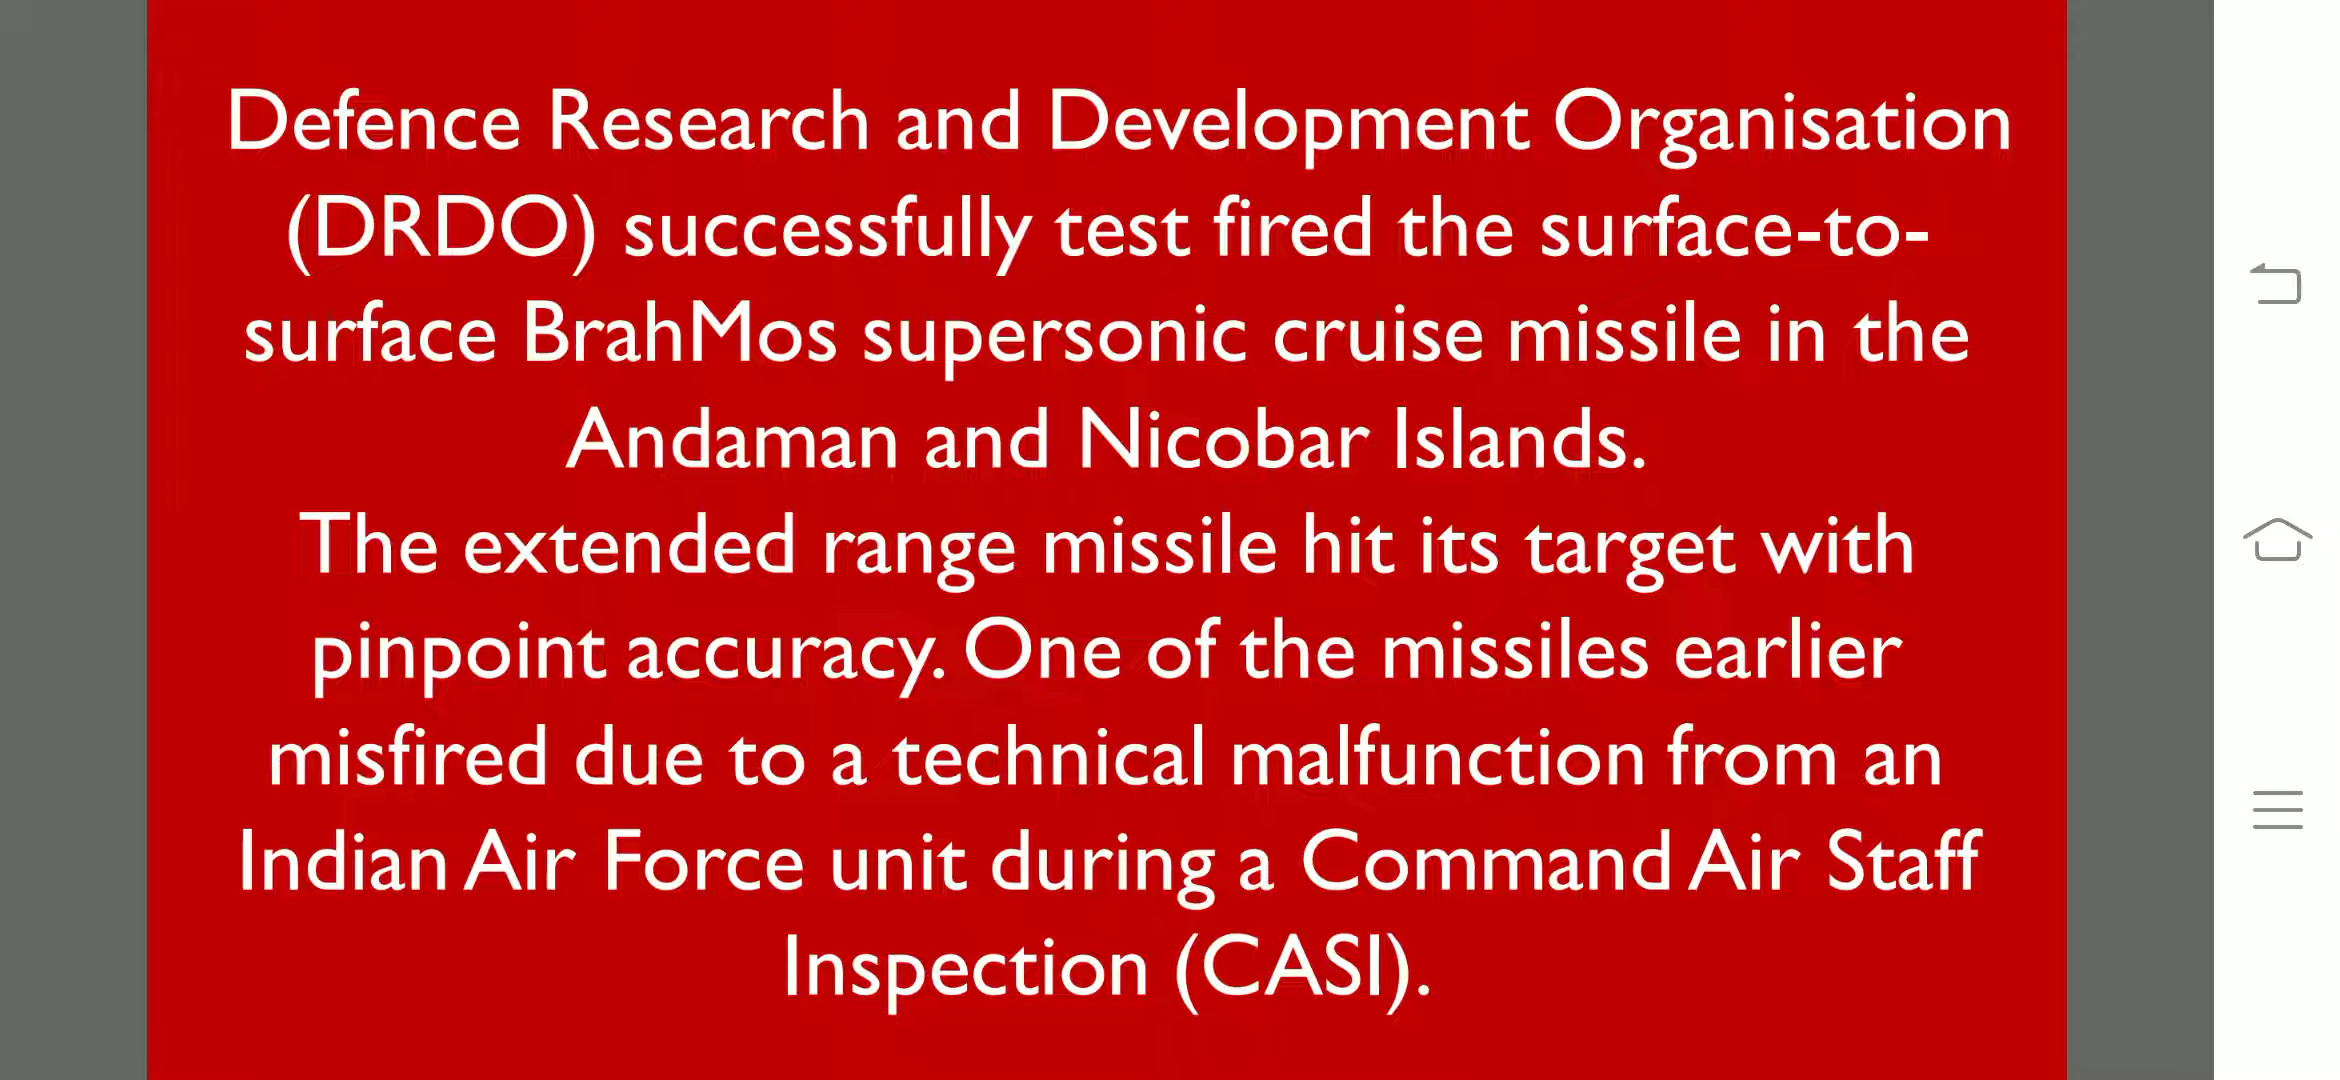 Defence Research and Development Organisation
(DRDO) successfully test fired the surface-to-
surface BrahMos supersonic cruise missile in the
Andaman and Nicobar Islands.
The extended range missile hit its target with
pinpoint accuracy. One of the missiles earlier
misfired due to a technical malfunction from an
Indian Air Force unit during a Command Air Staff
Inspection (CASI).